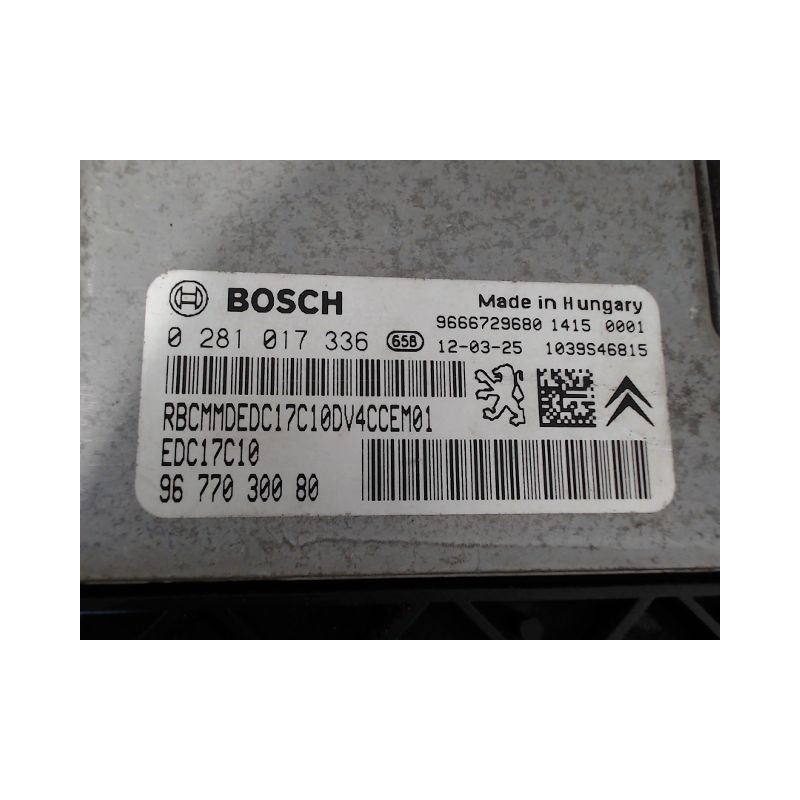 BOSCH
Made in Hungary
9666729680 1415 0001
0 281 017 336 65B 12-03-25 1039S46815
RBCMMDEDC17C10DV4CCEM01
EDC17C10
96 770 300 80